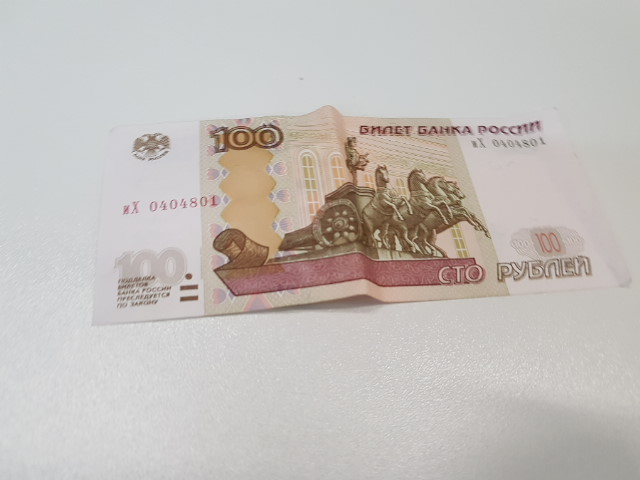 100
БИЛЕТ БАНКА РОССИИ
иХ 0404801
иХ 0404801
100
ПОДДЕЛКА
БИЛЕТОВ
БАНКА РОССИИ
ПРЕСЛЕДУЕТСЯ
ПО ЗАКОНУ
100
СТО РУБЛЕЙ